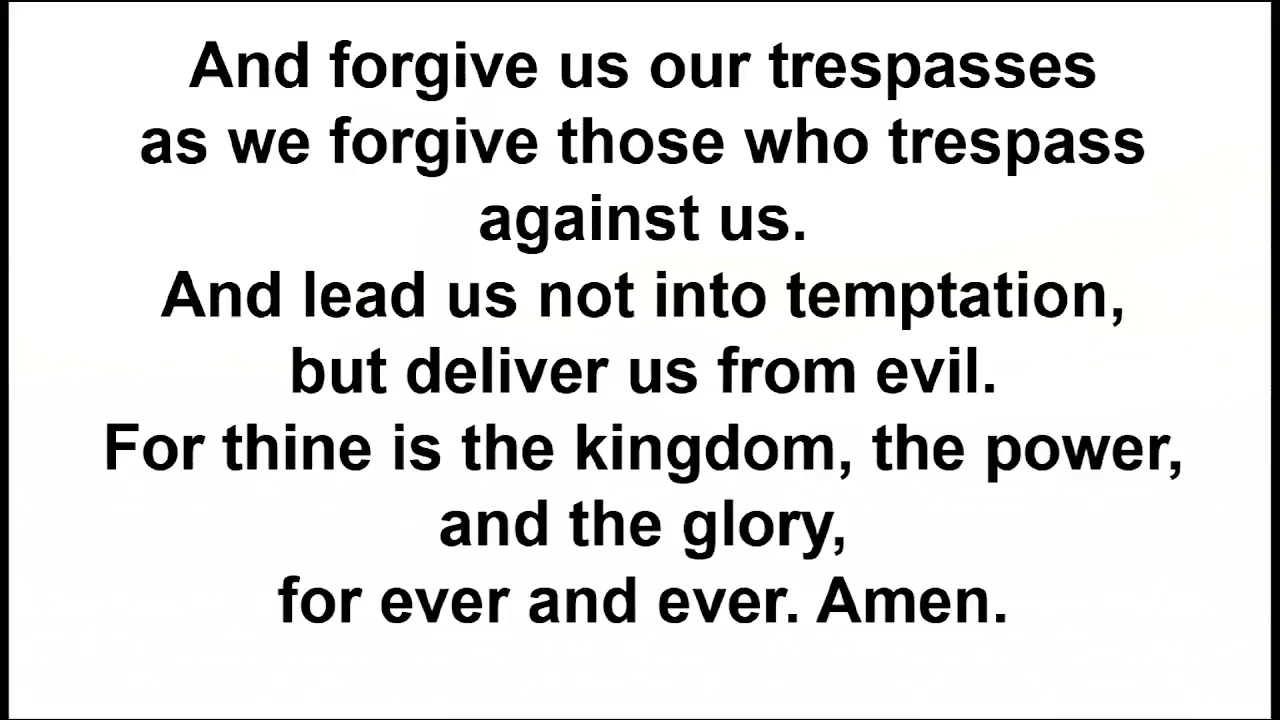 And forgive us our trespasses
as we forgive those who trespass
against us.
And lead us not into temptation,
but deliver us from evil.
For thine is the kingdom, the power,
and the glory,
for ever and ever. Amen.